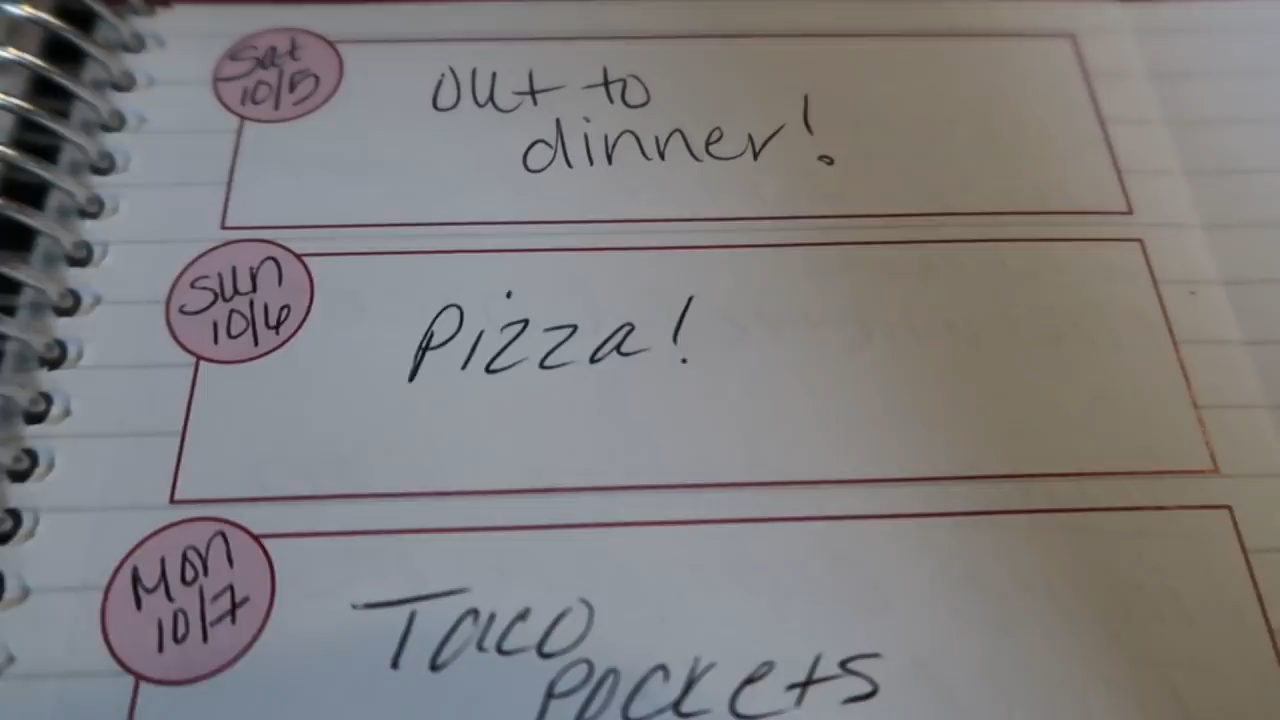 Sat
10/5
out to
dinner!
Sun
10/6
Pizza!
Mon
10/7
Taco
Pockets